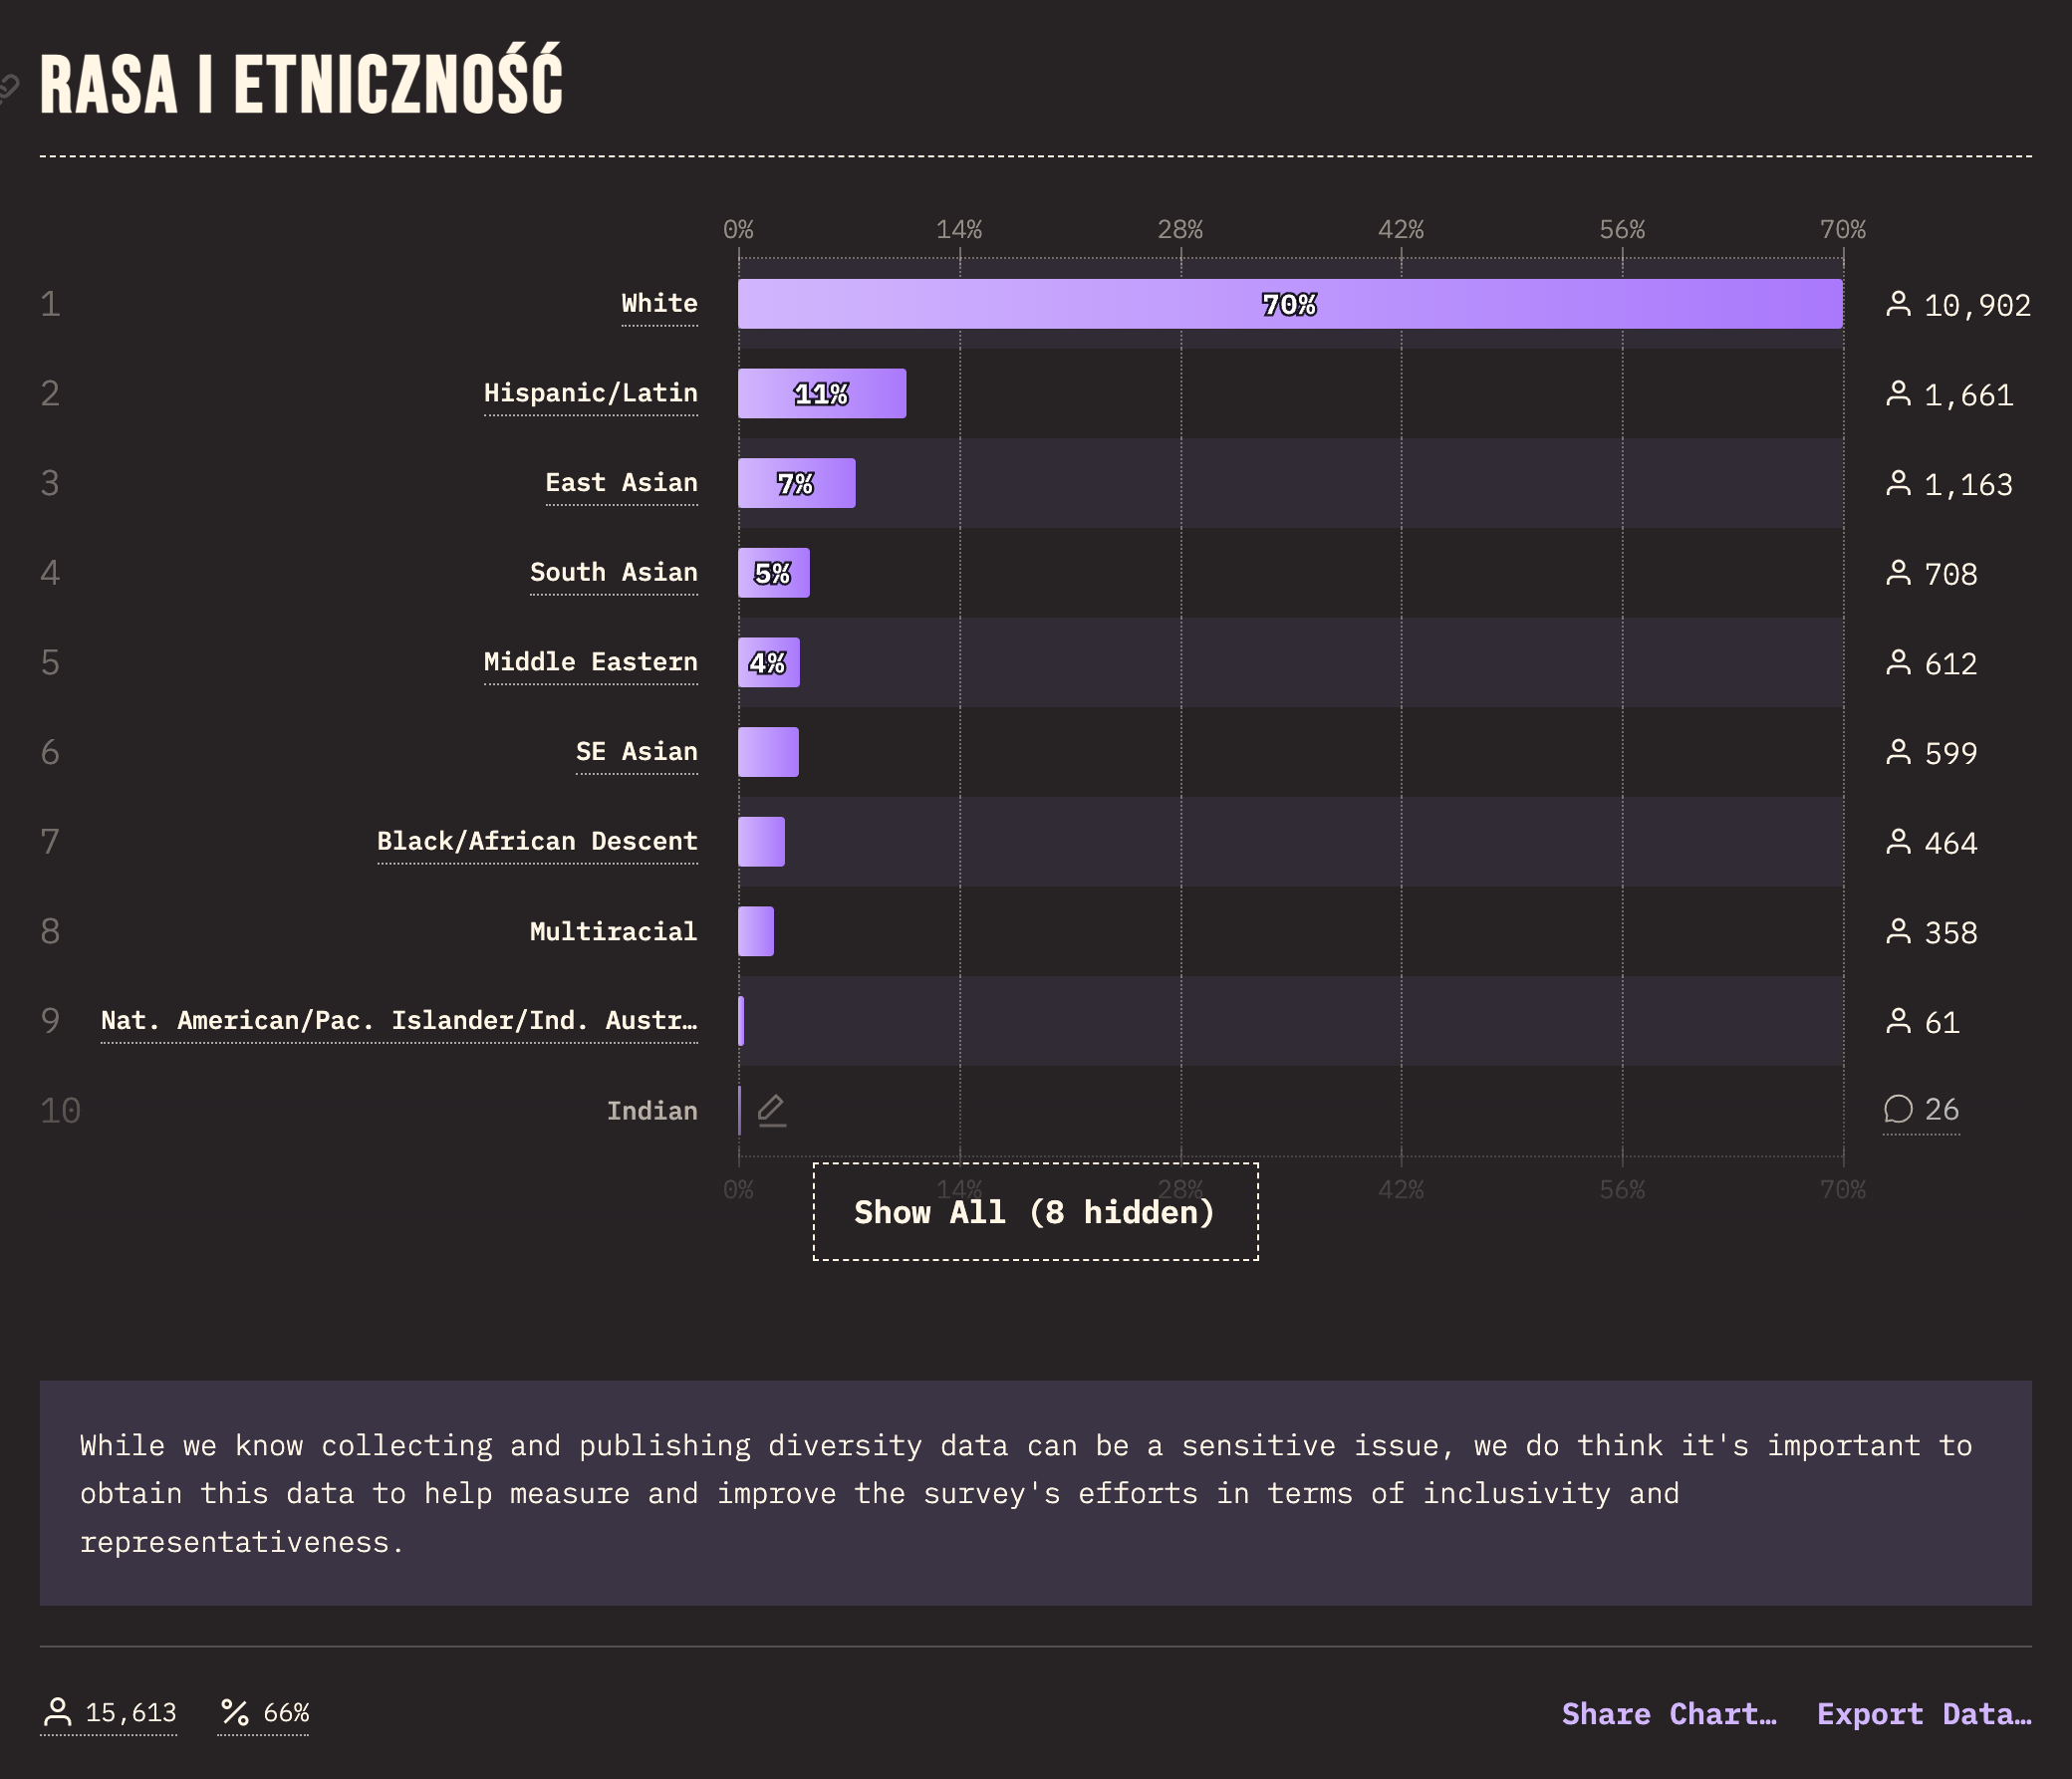 RASA I ETNICZNOŚĆ
0% 14% 28% 42% 56% 70%
1 White 70% 10,902
2 Hispanic/Latin 11% 1,661
3 East Asian 7% 1,163
4 South Asian 5% 708
5 Middle Eastern 4% 612
6 SE Asian 599
7 Black/African Descent 464
8 Multiracial 358
9 Nat. American/Pac. Islander/Ind. Austr… 61
10 Indian 26
0% 14% 28% 42% 56% 70%
Show All (8 hidden)
While we know collecting and publishing diversity data can be a sensitive issue, we do think it's important to
obtain this data to help measure and improve the survey's efforts in terms of inclusivity and
representativeness.
15,613 % 66% Share Chart… Export Data…